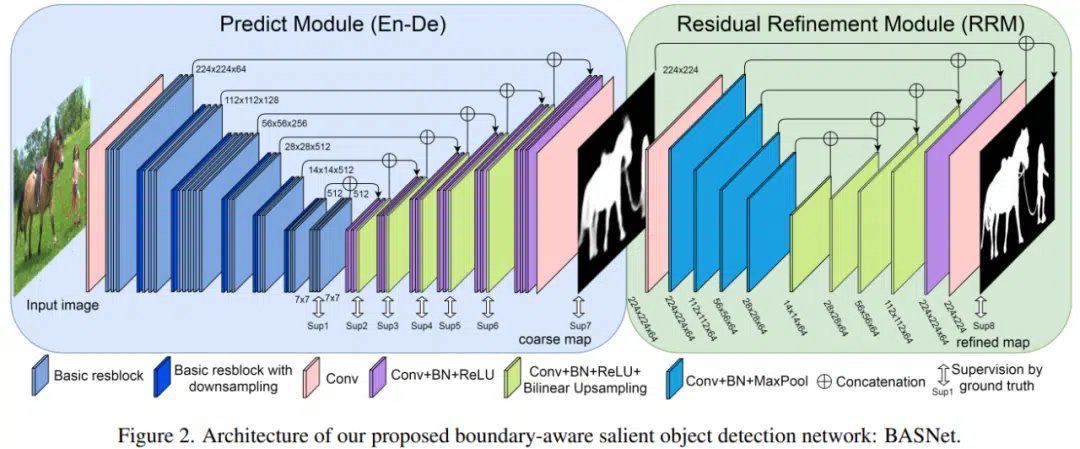 Predict Module (En-De)
Residual Refinement Module (RRM)
224x224x64
112x112x128
56x56x256
28x28x512
14x14x512
512
512
7x7
7x7
224x224
Input image
Sup1
Sup2
Sup3
Sup4
Sup5
Sup6
Sup7
coarse map
224x224x64
224x224x64
112x112x64
56x56x64
28x28x64
14x14x64
28x28x64
56x56x64
112x112x64
224x224x64
224x224
Sup8
refined map
Basic resblock
Basic resblock with
downsampling
Conv
Conv+BN+ReLU
Conv+BN+ReLU+
Bilinear Upsampling
Conv+BN+MaxPool
Concatenation
Sup1
Supervision by
ground truth
Figure 2. Architecture of our proposed boundary-aware salient object detection network: BASNet.